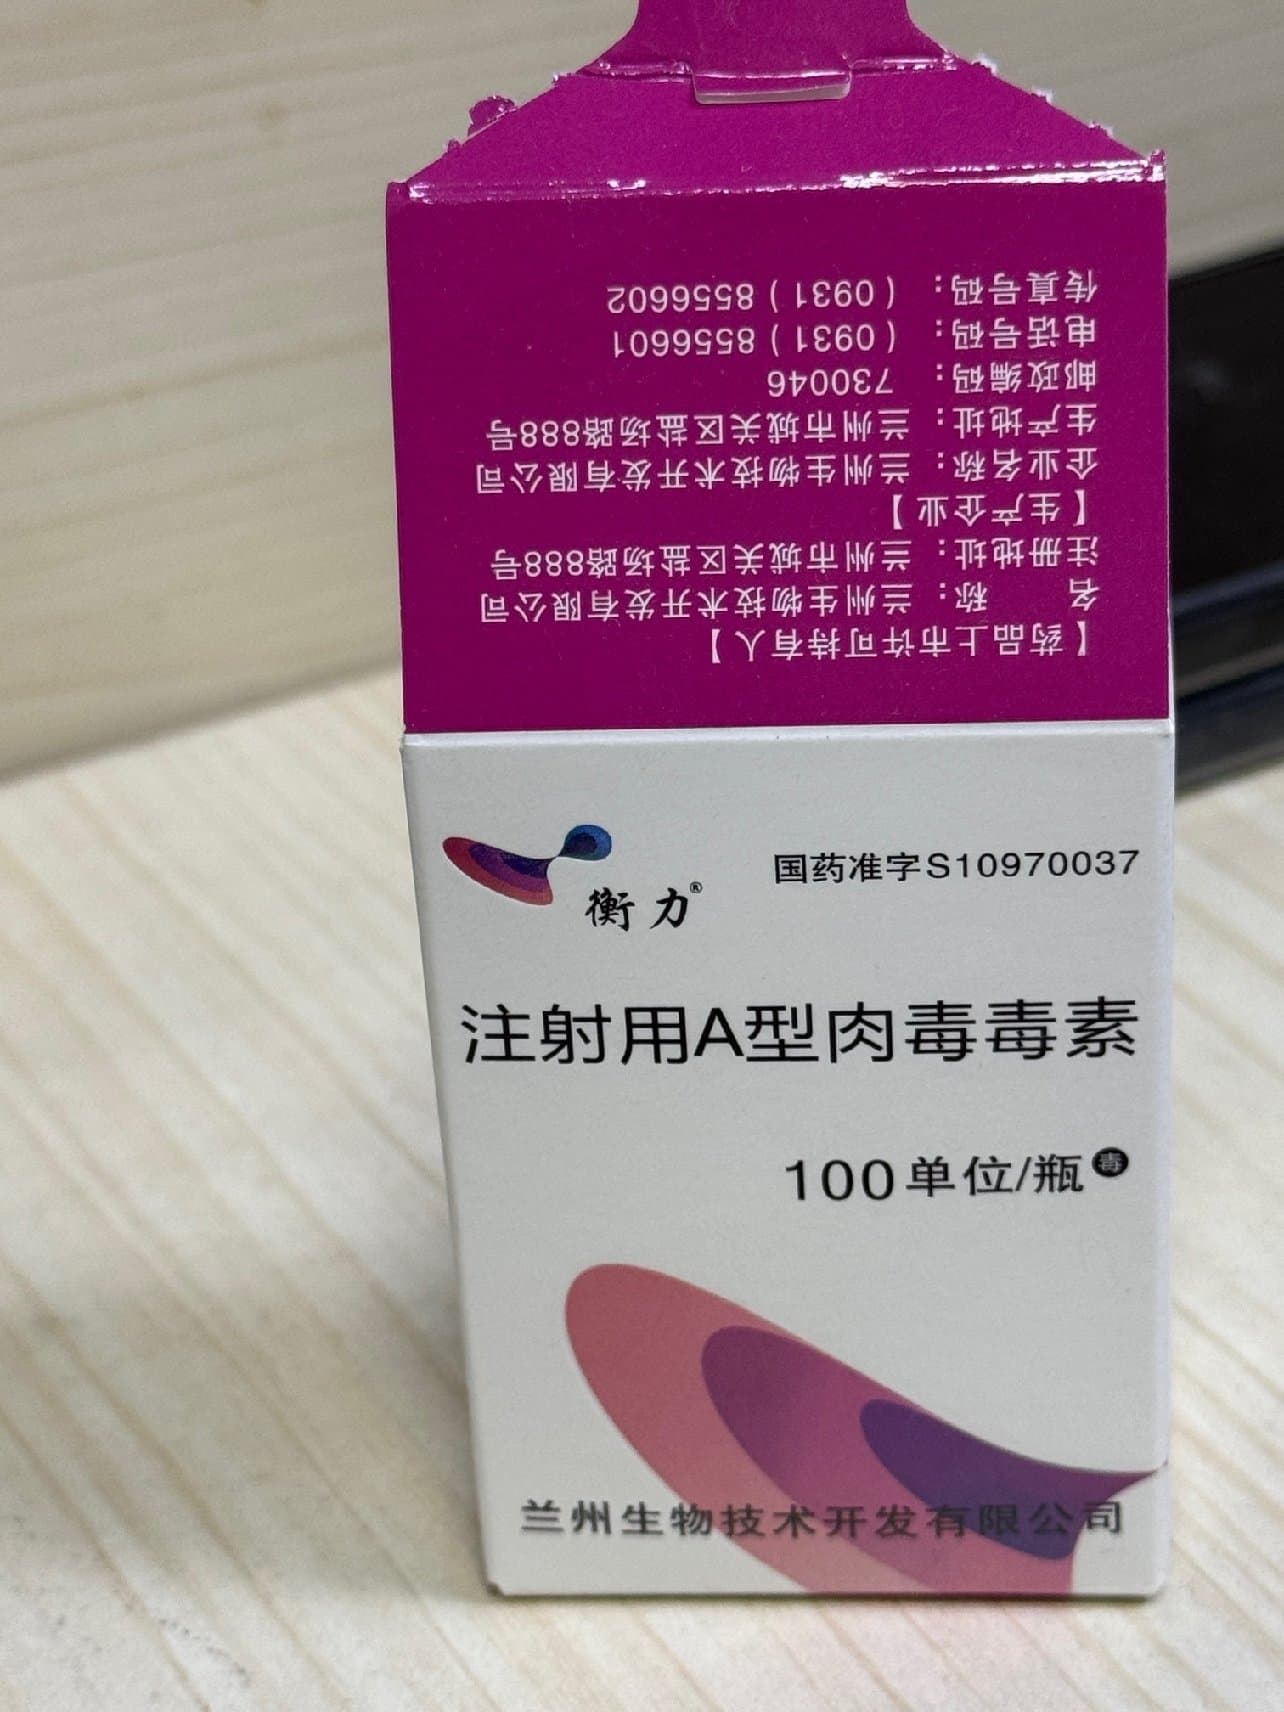 【药品上市许可持有人】
名 称：兰州生物技术开发有限公司
注册地址：兰州市城关区盐场路888号
【生产企业】
企业名称：兰州生物技术开发有限公司
生产地址：兰州市城关区盐场路888号
邮政编码：730046
电话号码：（0931）8556601
传真号码：（0931）8556602
衡力®
国药准字S10970037
注射用A型肉毒毒素
100单位/瓶 毒
兰州生物技术开发有限公司